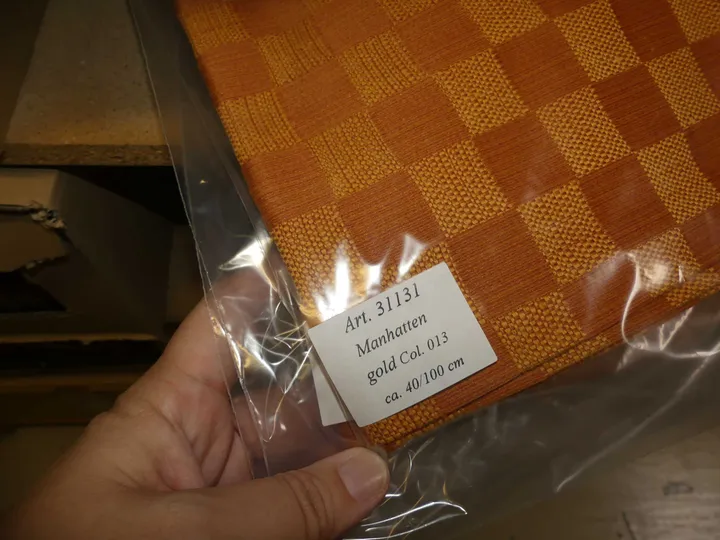 Art. 31131
Manhatten
gold Col. 013
ca. 40/100 cm